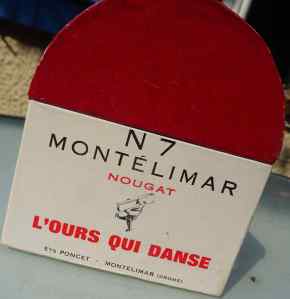 N 7
MONTÉLIMAR
NOUGAT
L'OURS QUI DANSE
Ets PONCET - MONTÉLIMAR (DRÔME)